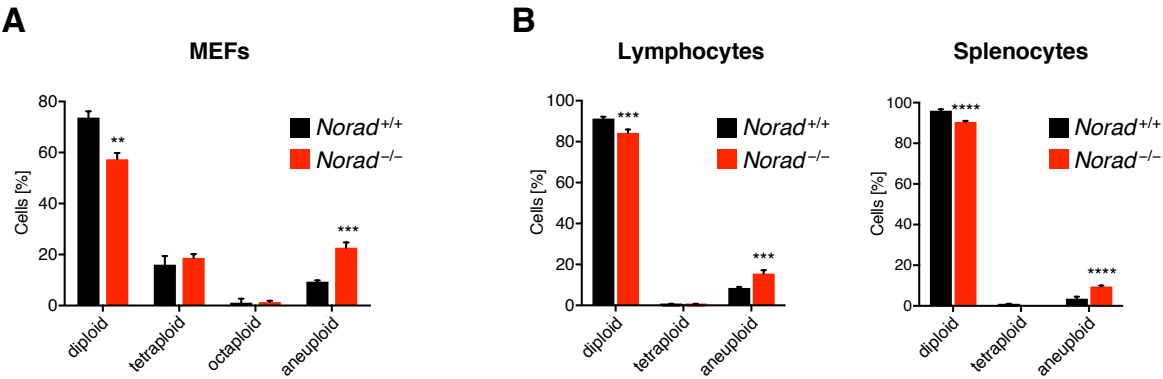 A
MEFs
Cells [%]
80
60
40
20
0
**
***
Norad+/+
Norad−/−
diploid
tetraploid
octaploid
aneuploid
B
Lymphocytes
Cells [%]
100
80
60
40
20
0
***
***
Norad+/+
Norad−/−
diploid
tetraploid
aneuploid
Splenocytes
Cells [%]
100
80
60
40
20
0
****
****
Norad+/+
Norad−/−
diploid
tetraploid
aneuploid